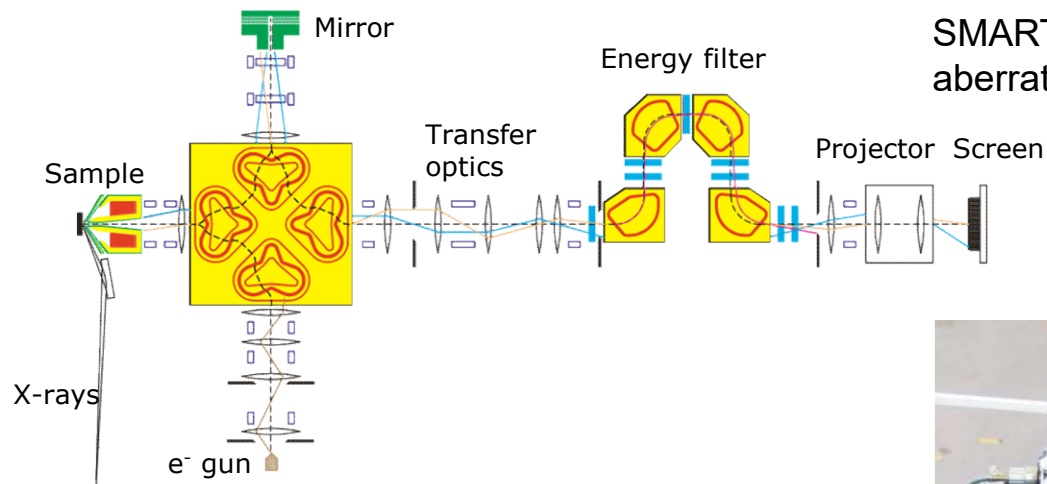 Mirror
SMART
aberrat
Energy filter
Transfer
optics
Projector
Screen
Sample
X-rays
e⁻ gun